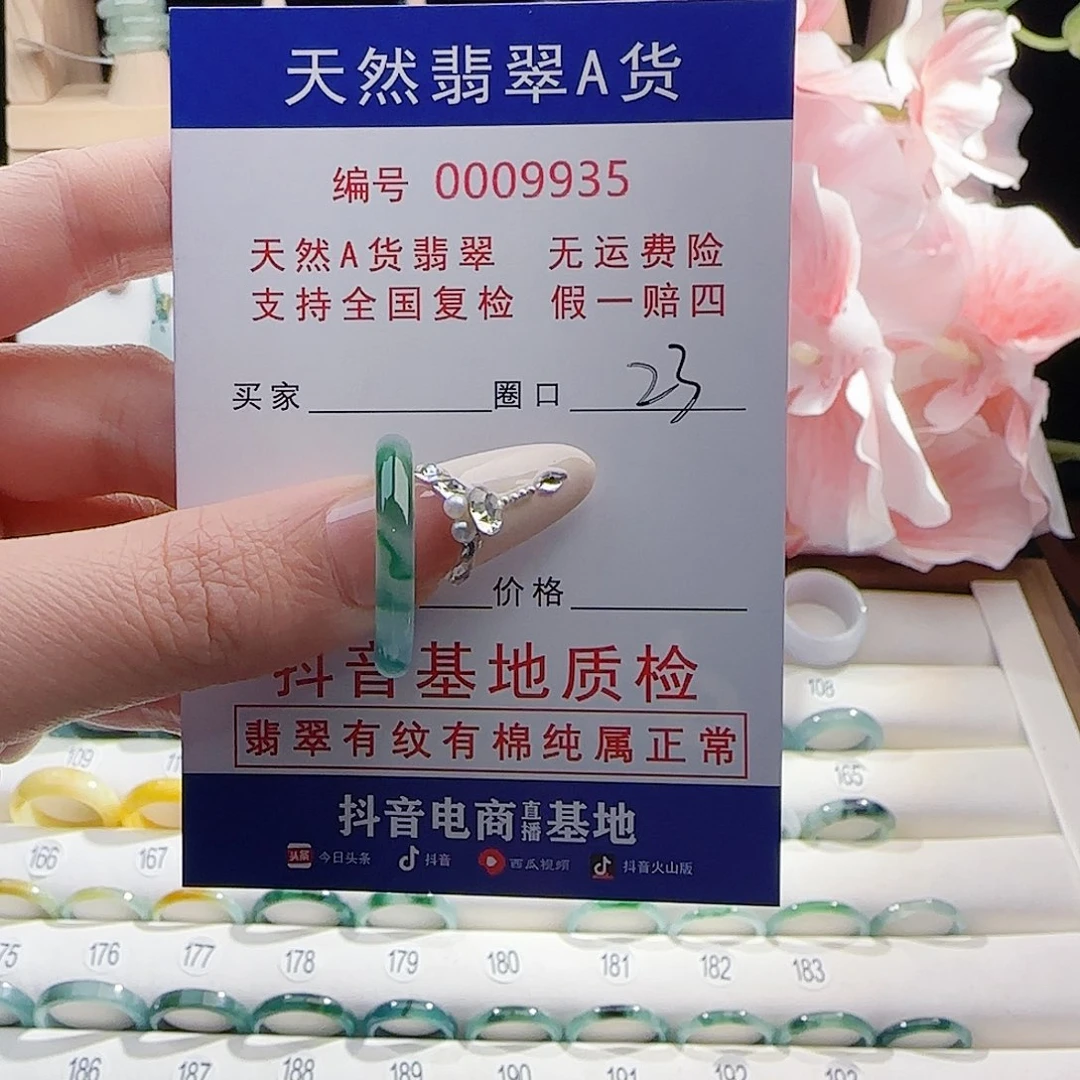 天然翡翠A货
编号 0009935
天然A货翡翠 无运费险
支持全国复检 假一赔四
买家 圈口 23
价格
抖音基地质检
翡翠有纹有棉纯属正常
抖音电商直播基地
头条 今日头条 抖音 西瓜视频 抖音火山版
108
109
165
166 167
176 177 178 179 180 181 182 183
186 187 188 189 190 191 192